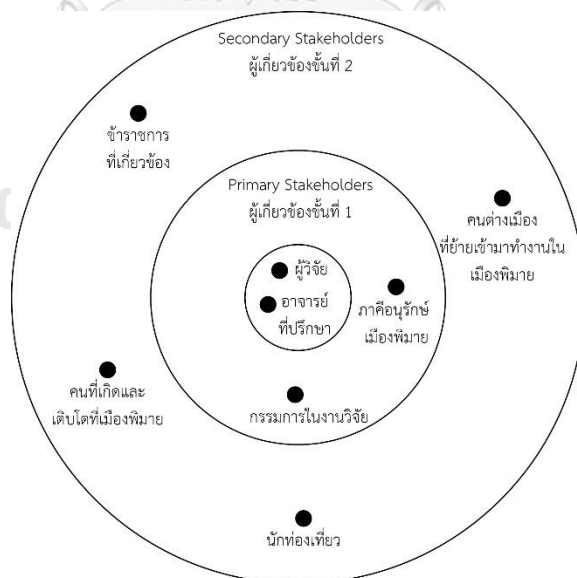 Secondary Stakeholders
ผู้เกี่ยวข้องขั้นที่ 2
ข้าราชการ
ที่เกี่ยวข้อง
Primary Stakeholders
ผู้เกี่ยวข้องขั้นที่ 1
คนต่างเมือง
ที่ย้ายเข้ามาทำงานใน
เมืองพิมาย
ผู้วิจัย
อาจารย์
ที่ปรึกษา
ภาคีอนุรักษ์
เมืองพิมาย
คนที่เกิดและ
เติบโตที่เมืองพิมาย
กรรมการในงานวิจัย
นักท่องเที่ยว